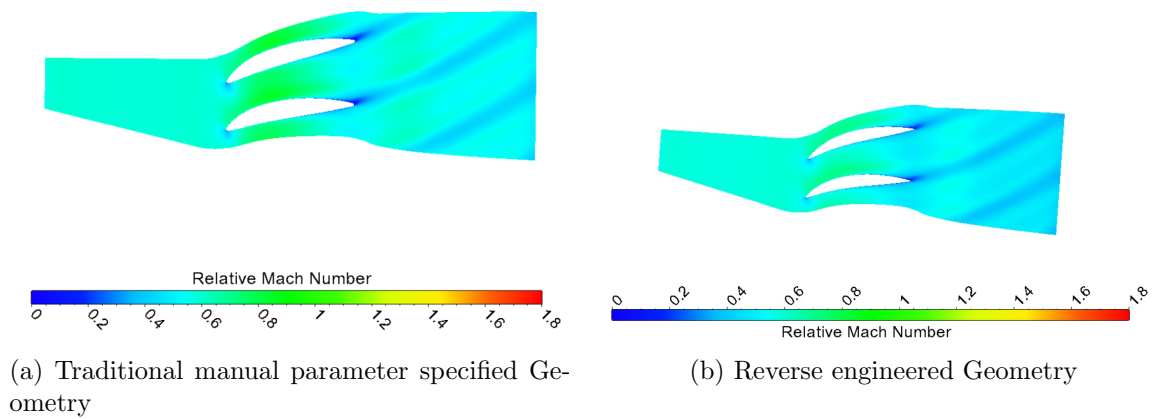 Relative Mach Number
0 0.2 0.4 0.6 0.8 1 1.2 1.4 1.6 1.8
(a) Traditional manual parameter specified Ge-
ometry
0 0.2 0.4 0.6 0.8 1 1.2 1.4 1.6 1.8
Relative Mach Number
(b) Reverse engineered Geometry